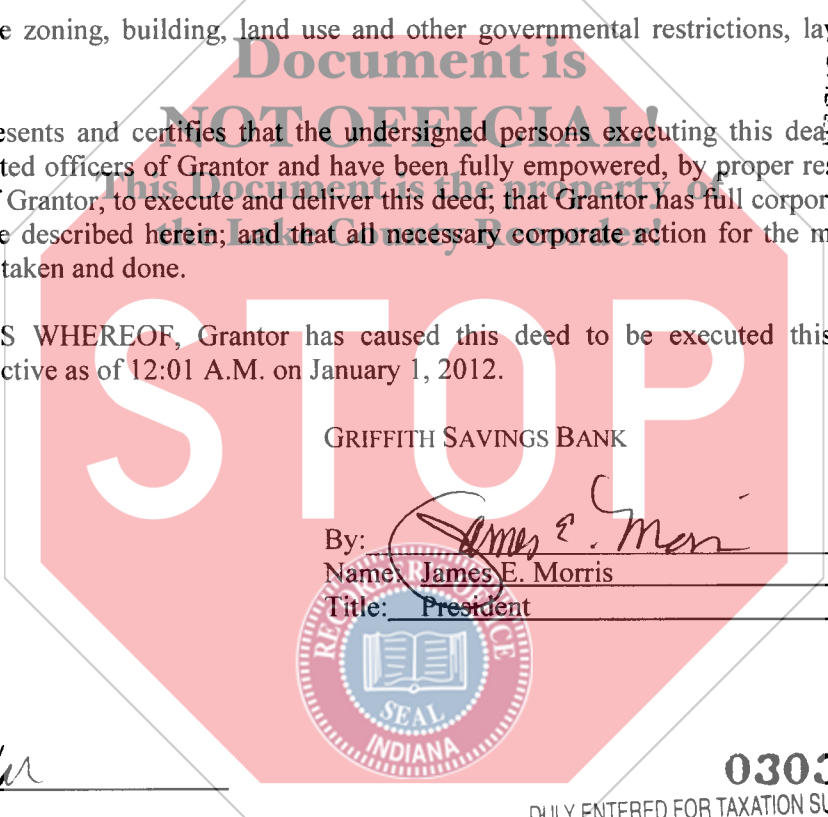 e zoning, building, land use and other governmental restrictions,
Document is
NOT OFFICIAL!
esents and certifies that the undersigned persons executing this
ted officers of Grantor and have been fully empowered, by proper
This Document is the property of
Grantor, to execute and deliver this deed; that Grantor has full
the Lake County Recorder!
e described herein; and that all necessary corporate action for the
taken and done.
STOP
S WHEREOF, Grantor has caused this deed to be executed this
ctive as of 12:01 A.M. on January 1, 2012.
GRIFFITH SAVINGS BANK
By: James E. Morris
Name: James E. Morris
Title: President
SEAL
INDIANA
0303
DULY ENTERED FOR TAXATION